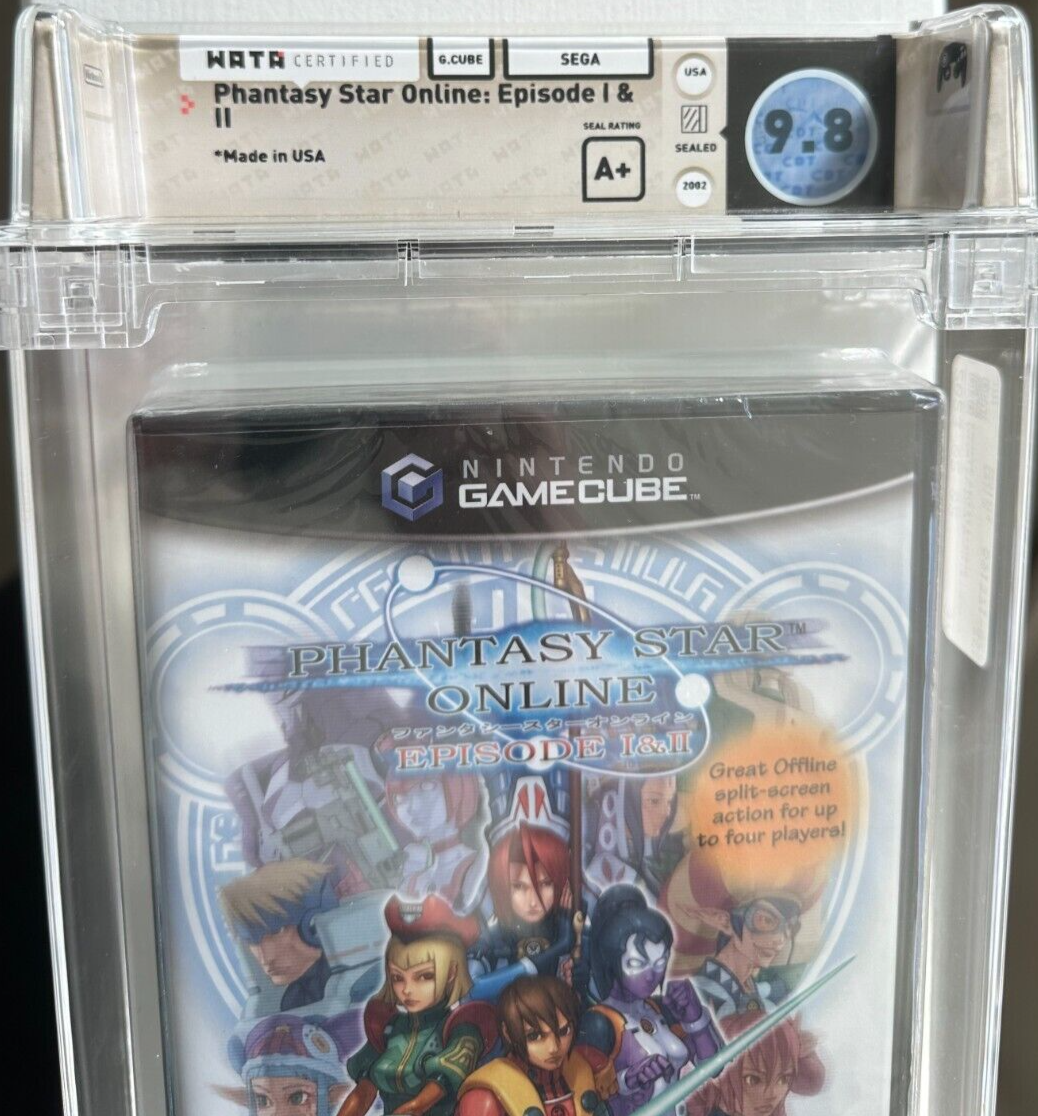 WATA CERTIFIED
G.CUBE
SEGA
USA
Phantasy Star Online: Episode I &
II
*Made in USA
SEAL RATING
A+
SEALED
2002
9.8
NINTENDO
GAMECUBE™
PHANTASY STAR™
ONLINE
ファンタシースターオンライン
EPISODE I&II
Great Offline
split-screen
action for up
to four players!